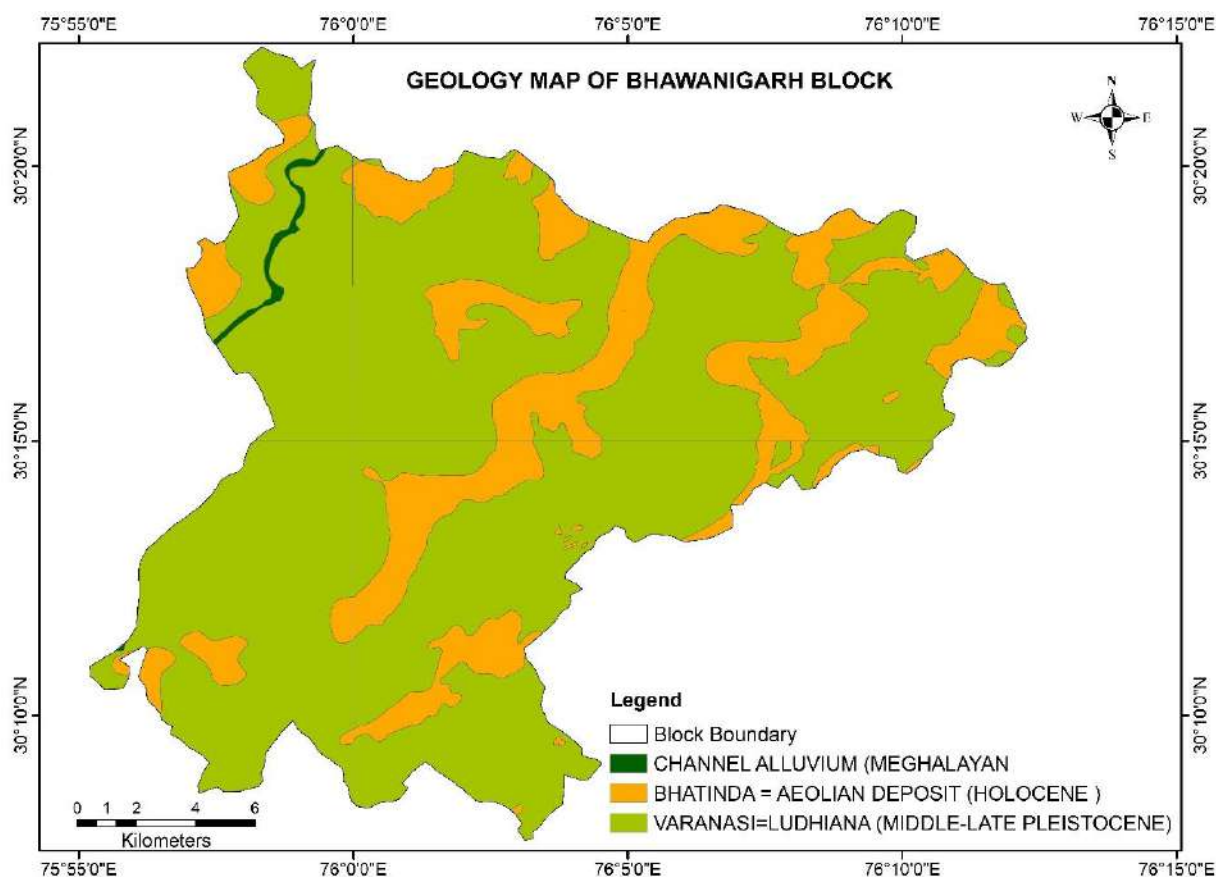 75°55'0"E 76°0'0"E 76°5'0"E 76°10'0"E 76°15'0"E
GEOLOGY MAP OF BHAWANIGARH BLOCK
N
W E
S
30°20'0"N 30°20'0"N
30°15'0"N 30°15'0"N
30°10'0"N 30°10'0"N
Legend
Block Boundary
CHANNEL ALLUVIUM (MEGHALAYAN
BHATINDA = AEOLIAN DEPOSIT (HOLOCENE )
VARANASI=LUDHIANA (MIDDLE-LATE PLEISTOCENE)
0 1 2 4 6
Kilometers
75°55'0"E 76°0'0"E 76°5'0"E 76°10'0"E 76°15'0"E